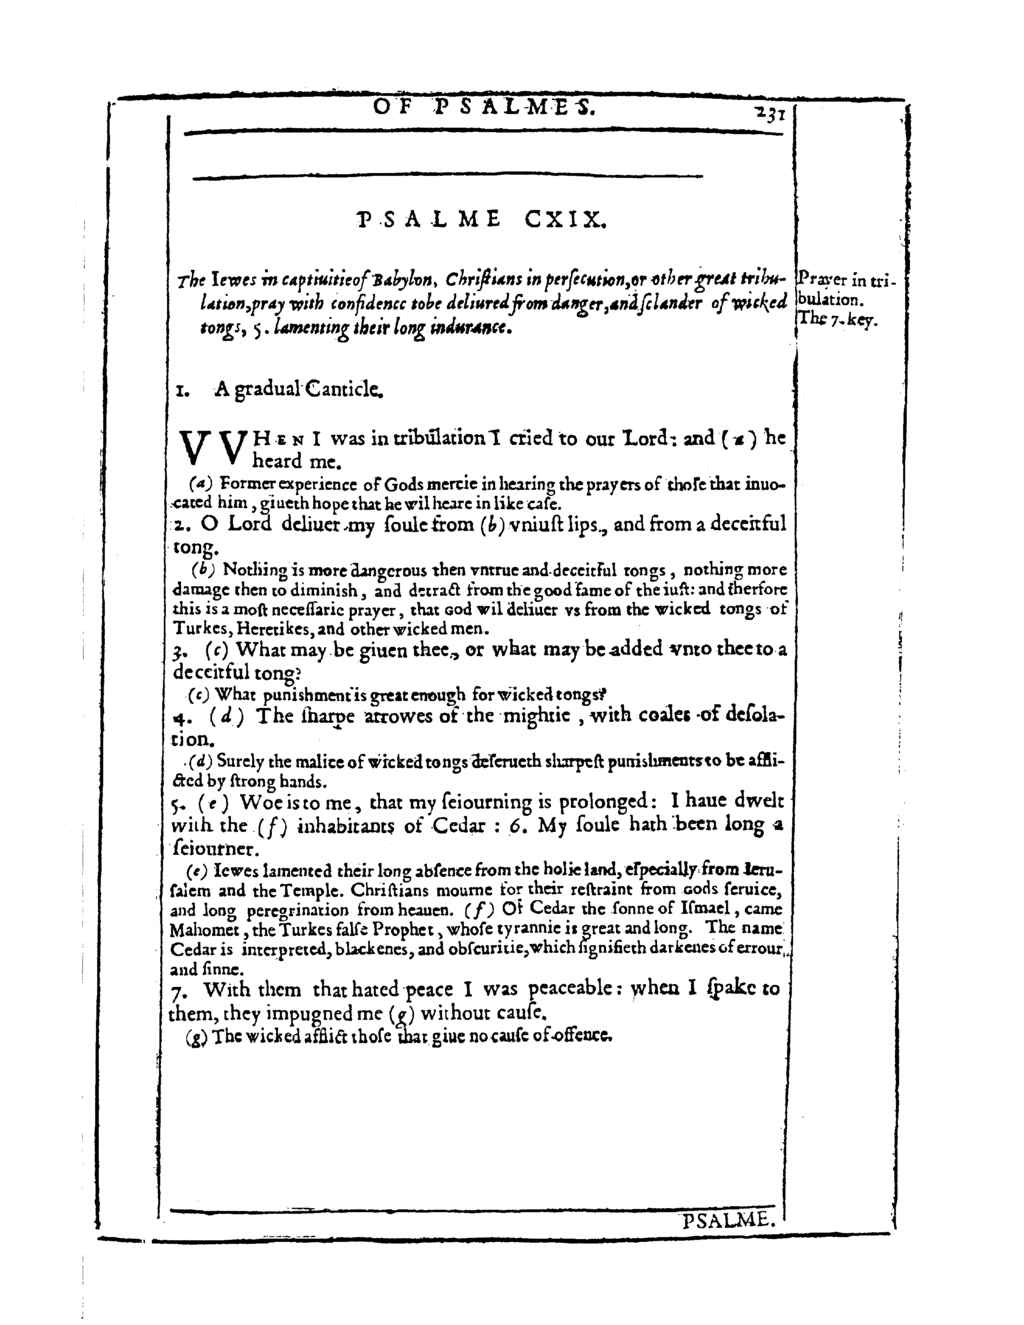 OF PSALMES. 231
PSALME CXIX.
The Iewes in captiuitie of Babylon, Chriſtians in perſecution, or other great tribu-
lation, pray with confidence to be deliured from danger, and ſclander of wicked
tongs, 5. lamenting their long indurance.
Prayer in tri-
bulation.
The 7. key.
1. A gradual Canticle.
VVHEN I was in tribulation I cried to our Lord: and (a) he
heard me.
(a) Former experience of Gods mercie in hearing the prayers of thoſe that inuo-
cated him, giueth hope that he wil heare in like caſe.
2. O Lord deliuer my ſoule from (b) vniuſt lips, and from a deceitful
tong.
(b) Nothing is more dangerous then vntrue and deceitful tongs, nothing more
damage then to diminish, and detract from the good fame of the iuſt: and therfore
this is a moſt neceſſarie prayer, that God wil deliuer vs from the wicked tongs of
Turkes, Heretikes, and other wicked men.
3. (c) What may be giuen thee, or what may be added vnto thee to a
deceitful tong?
(c) What punishment is great enough for wicked tongs?
4. (d) The ſharpe arrowes of the mightie, with coales of deſola-
tion.
(d) Surely the malice of wicked tongs deſerueth sharpeſt punishments to be affli-
cted by ſtrong hands.
5. (e) Woe is to me, that my ſeiourning is prolonged: I haue dwelt
with the (f) inhabitants of Cedar: 6. My ſoule hath been long a
ſeiourner.
(e) Iewes lamented their long abſence from the holie land, eſpecially from Ieru-
ſalem and the Temple. Chriſtians mourne for their reſtraint from Gods ſeruice,
and long peregrination from heauen. (f) Of Cedar the ſonne of Iſmael, came
Mahomet, the Turkes falſe Prophet, whoſe tyrannie is great and long. The name
Cedar is interpreted, blackenes, and obſcuritie, which ſignifieth darkenes of errour,
and ſinne.
7. With them that hated peace I was peaceable: when I ſpake to
them, they impugned me (g) without cauſe.
(g) The wicked afflict thoſe that giue no cauſe of offence.
PSALME.